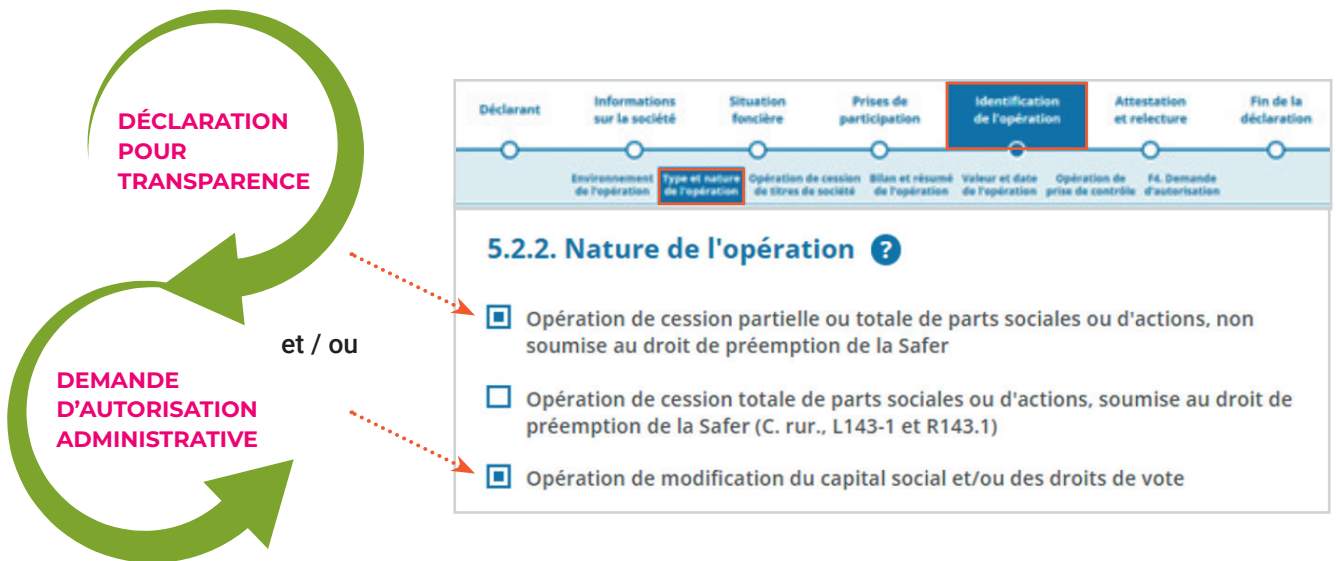 DÉCLARATION
POUR
TRANSPARENCE
et / ou
DEMANDE
D'AUTORISATION
ADMINISTRATIVE
Déclarant
Informations
sur la société
Situation
foncière
Prises de
participation
Identification
de l'opération
Attestation
et relecture
Fin de la
déclaration
Environnement
de l'opération
Type et nature
de l'opération
Opération de cession
de titres de société
Bilan et résumé
de l'opération
Valeur et date
de l'opération
Opération de
prise de contrôle
F4. Demande
d'autorisation
5.2.2. Nature de l'opération ?
Opération de cession partielle ou totale de parts sociales ou d'actions, non
soumise au droit de préemption de la Safer
Opération de cession totale de parts sociales ou d'actions, soumise au droit de
préemption de la Safer (C. rur., L143-1 et R143.1)
Opération de modification du capital social et/ou des droits de vote